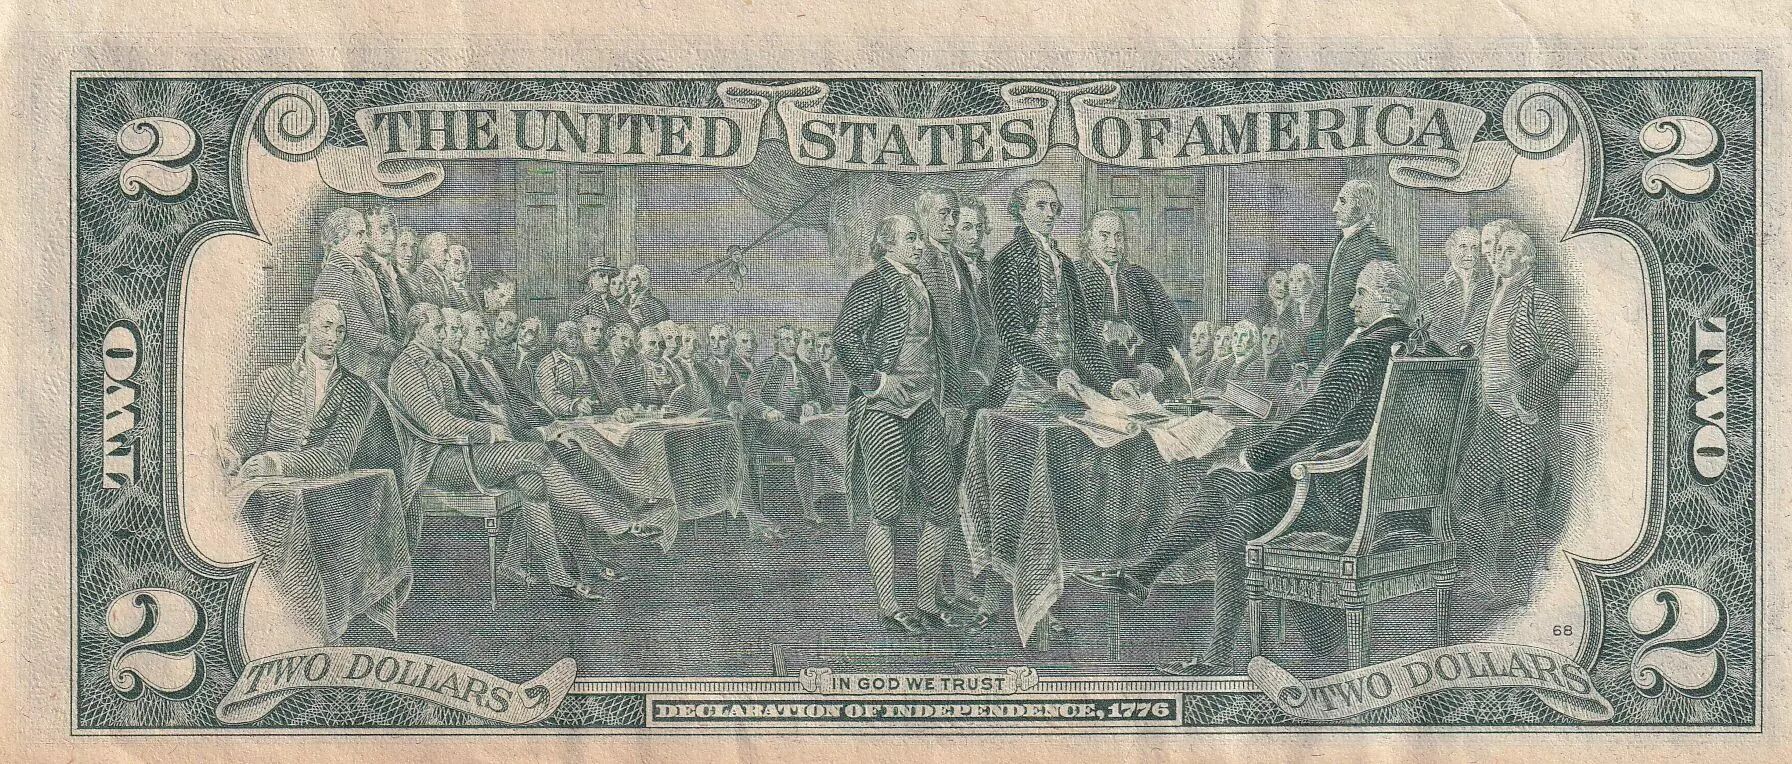 THE UNITED STATES OF AMERICA
2
2
TWO
TWO
68
2
2
TWO DOLLARS
IN GOD WE TRUST
TWO DOLLARS
DECLARATION OF INDEPENDENCE, 1776